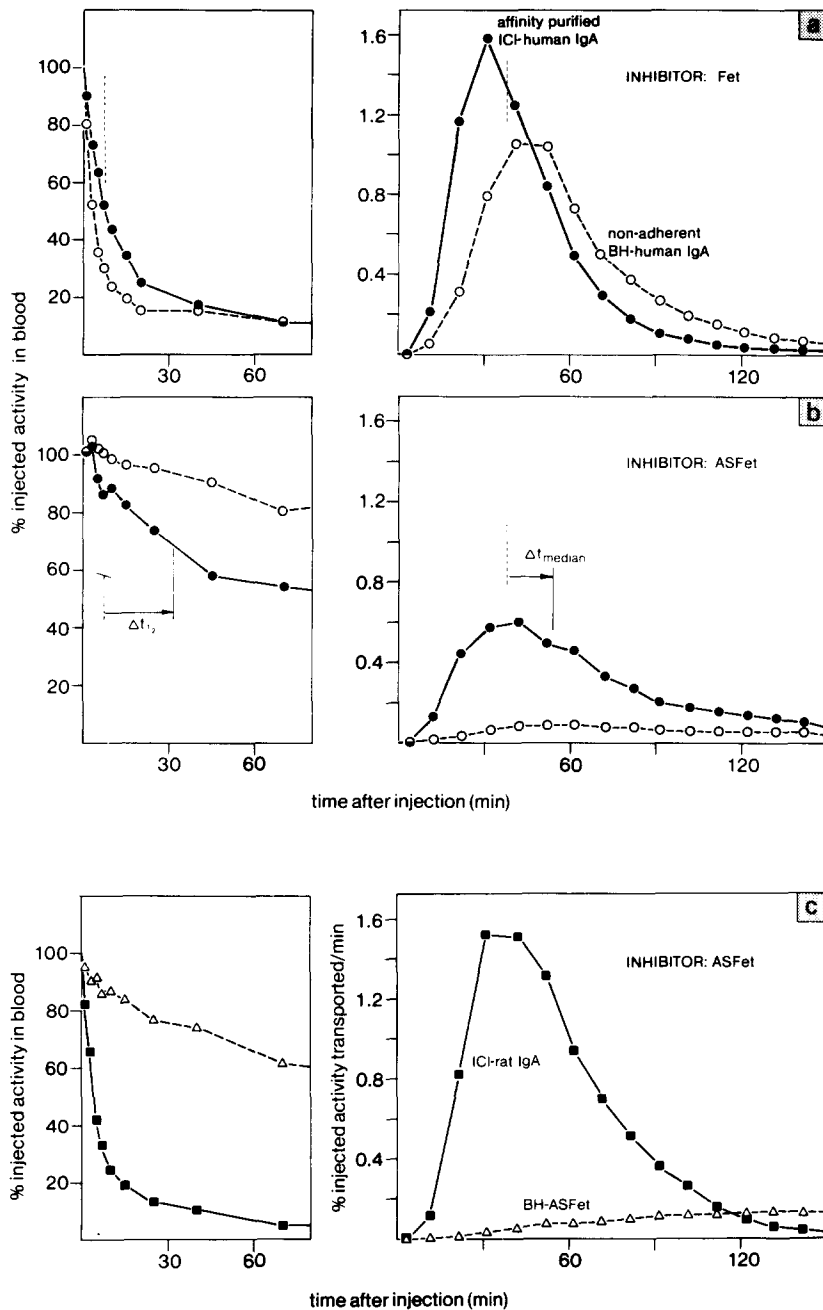 a
affinity purified
ICl-human IgA
INHIBITOR: Fet
non-adherent
BH-human IgA
100
80
60
40
20
30
60
1.6
1.2
0.8
0.4
60
120
% injected activity in blood
b
INHIBITOR: ASFet
Δt½
Δt median
100
80
60
40
20
30
60
1.6
1.2
0.8
0.4
60
120
time after injection (min)
c
INHIBITOR: ASFet
ICl-rat IgA
BH-ASFet
% injected activity in blood
100
80
60
40
20
30
60
% injected activity transported/min
1.6
1.2
0.8
0.4
60
120
time after injection (min)